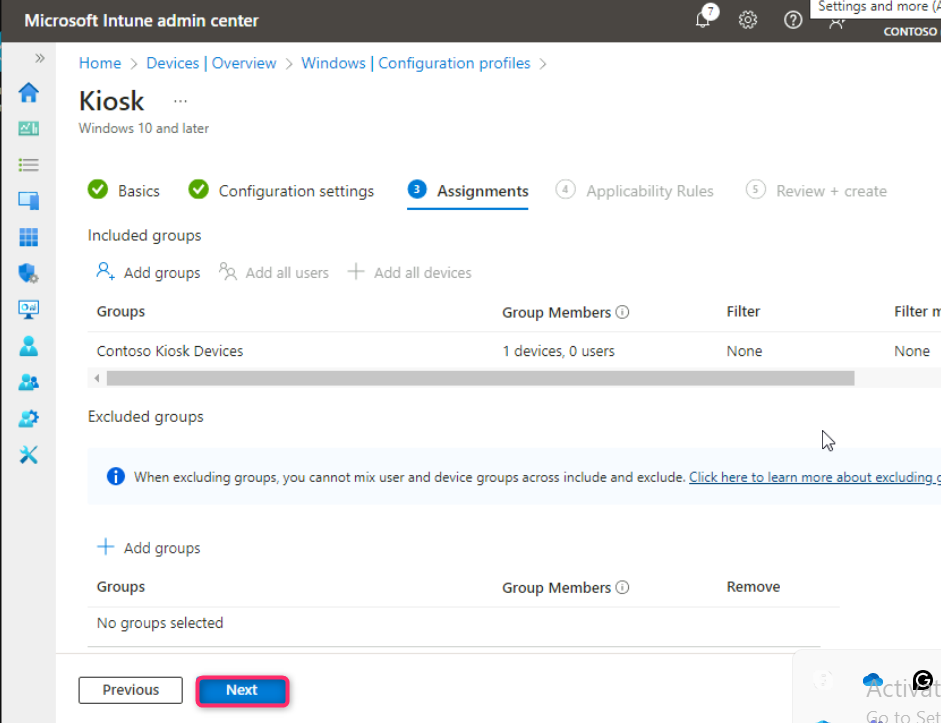 Microsoft Intune admin center
7
Settings and more (A
CONTOSO
Home > Devices | Overview > Windows | Configuration profiles >
Kiosk ...
Windows 10 and later
Basics
Configuration settings
3 Assignments
4 Applicability Rules
5 Review + create
Included groups
Add groups Add all users + Add all devices
Groups Group Members Filter Filter m
Contoso Kiosk Devices 1 devices, 0 users None None
Excluded groups
When excluding groups, you cannot mix user and device groups across include and exclude. Click here to learn more about excluding g
+ Add groups
Groups Group Members Remove
No groups selected
Previous Next
Activat
Go to Set